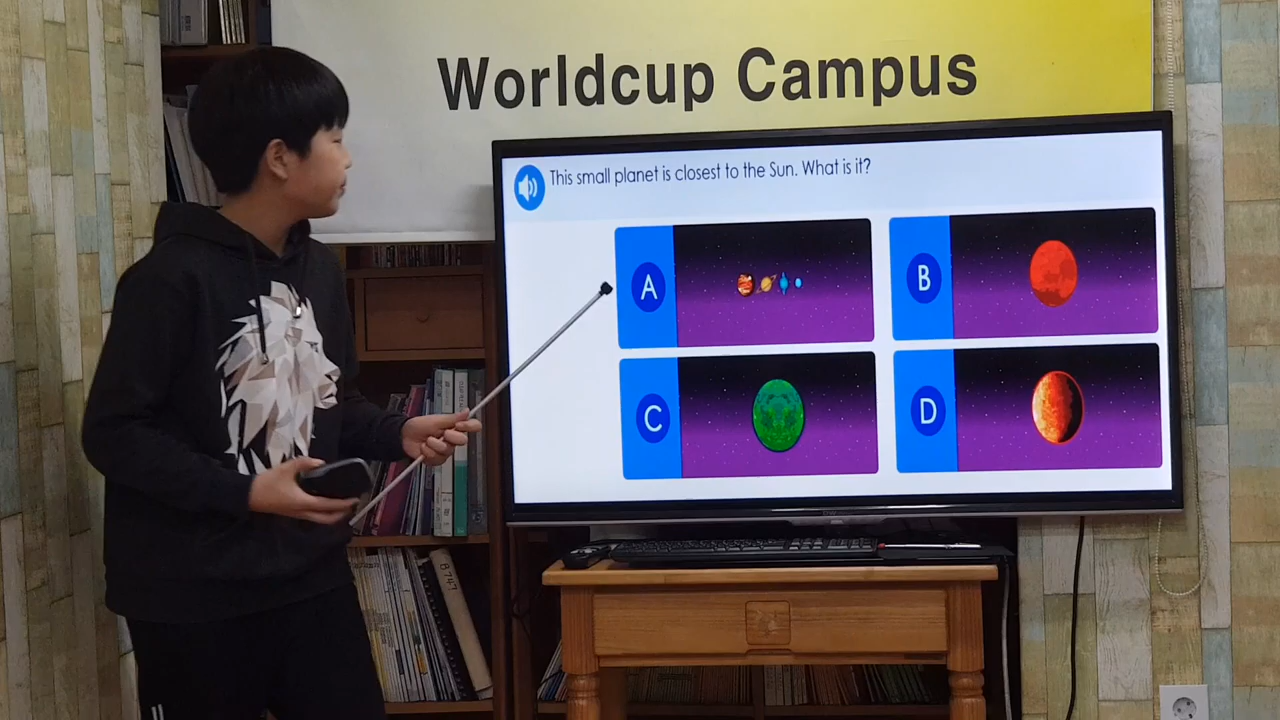 Worldcup Campus
This small planet is closest to the Sun. What is it?
A
B
C
D